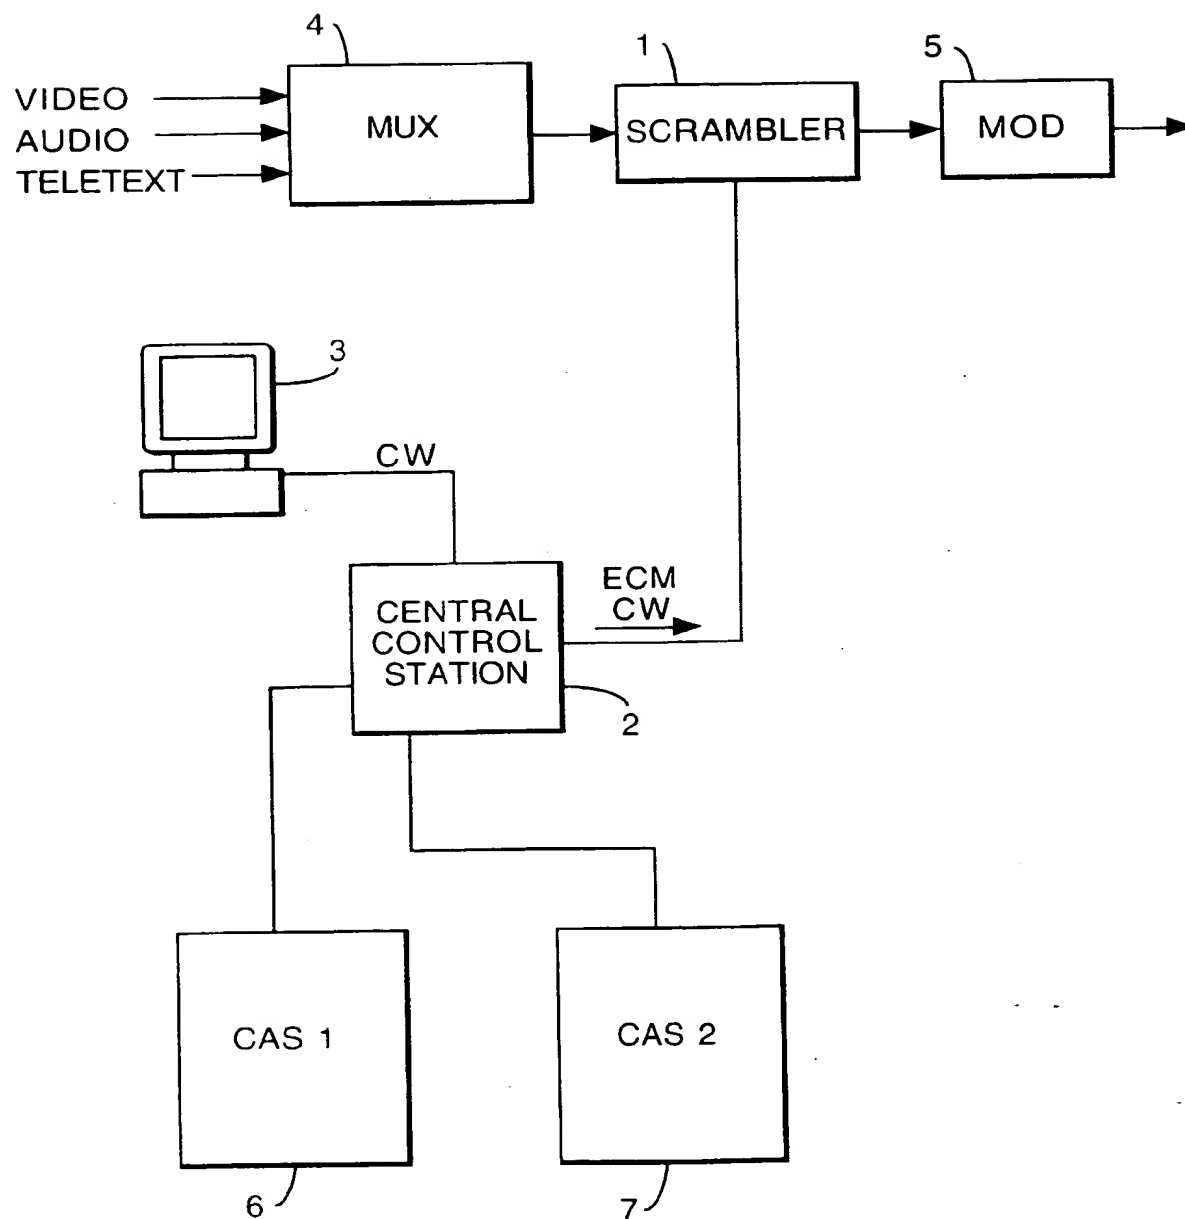 4
1
5
VIDEO
AUDIO
TELETEXT
MUX
SCRAMBLER
MOD
3
CW
ECM
CW
CENTRAL
CONTROL
STATION
2
CAS 1
CAS 2
6
7